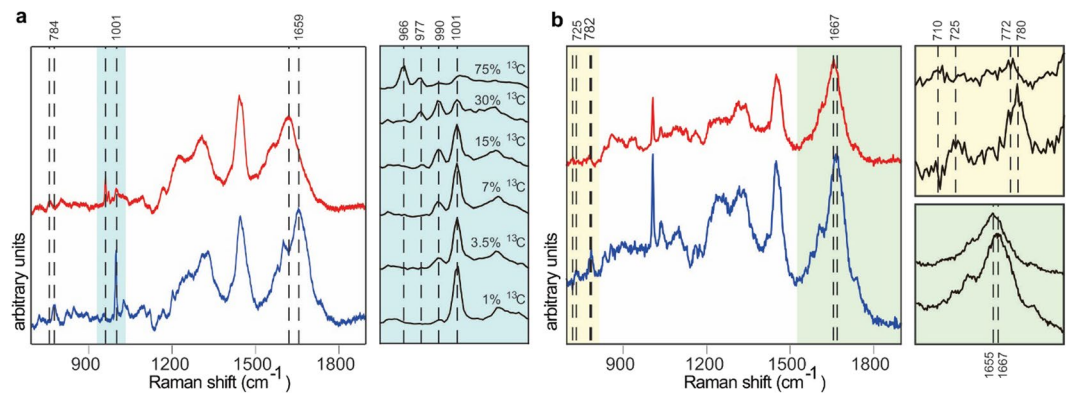 a
784
1001
1659
966
977
990
1001
75% ¹³C
30% ¹³C
15% ¹³C
7% ¹³C
3.5% ¹³C
1% ¹³C
arbitrary units
900
1200
1500
1800
Raman shift (cm⁻¹)
b
725
782
1667
710
725
772
780
arbitrary units
900
1200
1500
1800
Raman shift (cm⁻¹)
1655
1667